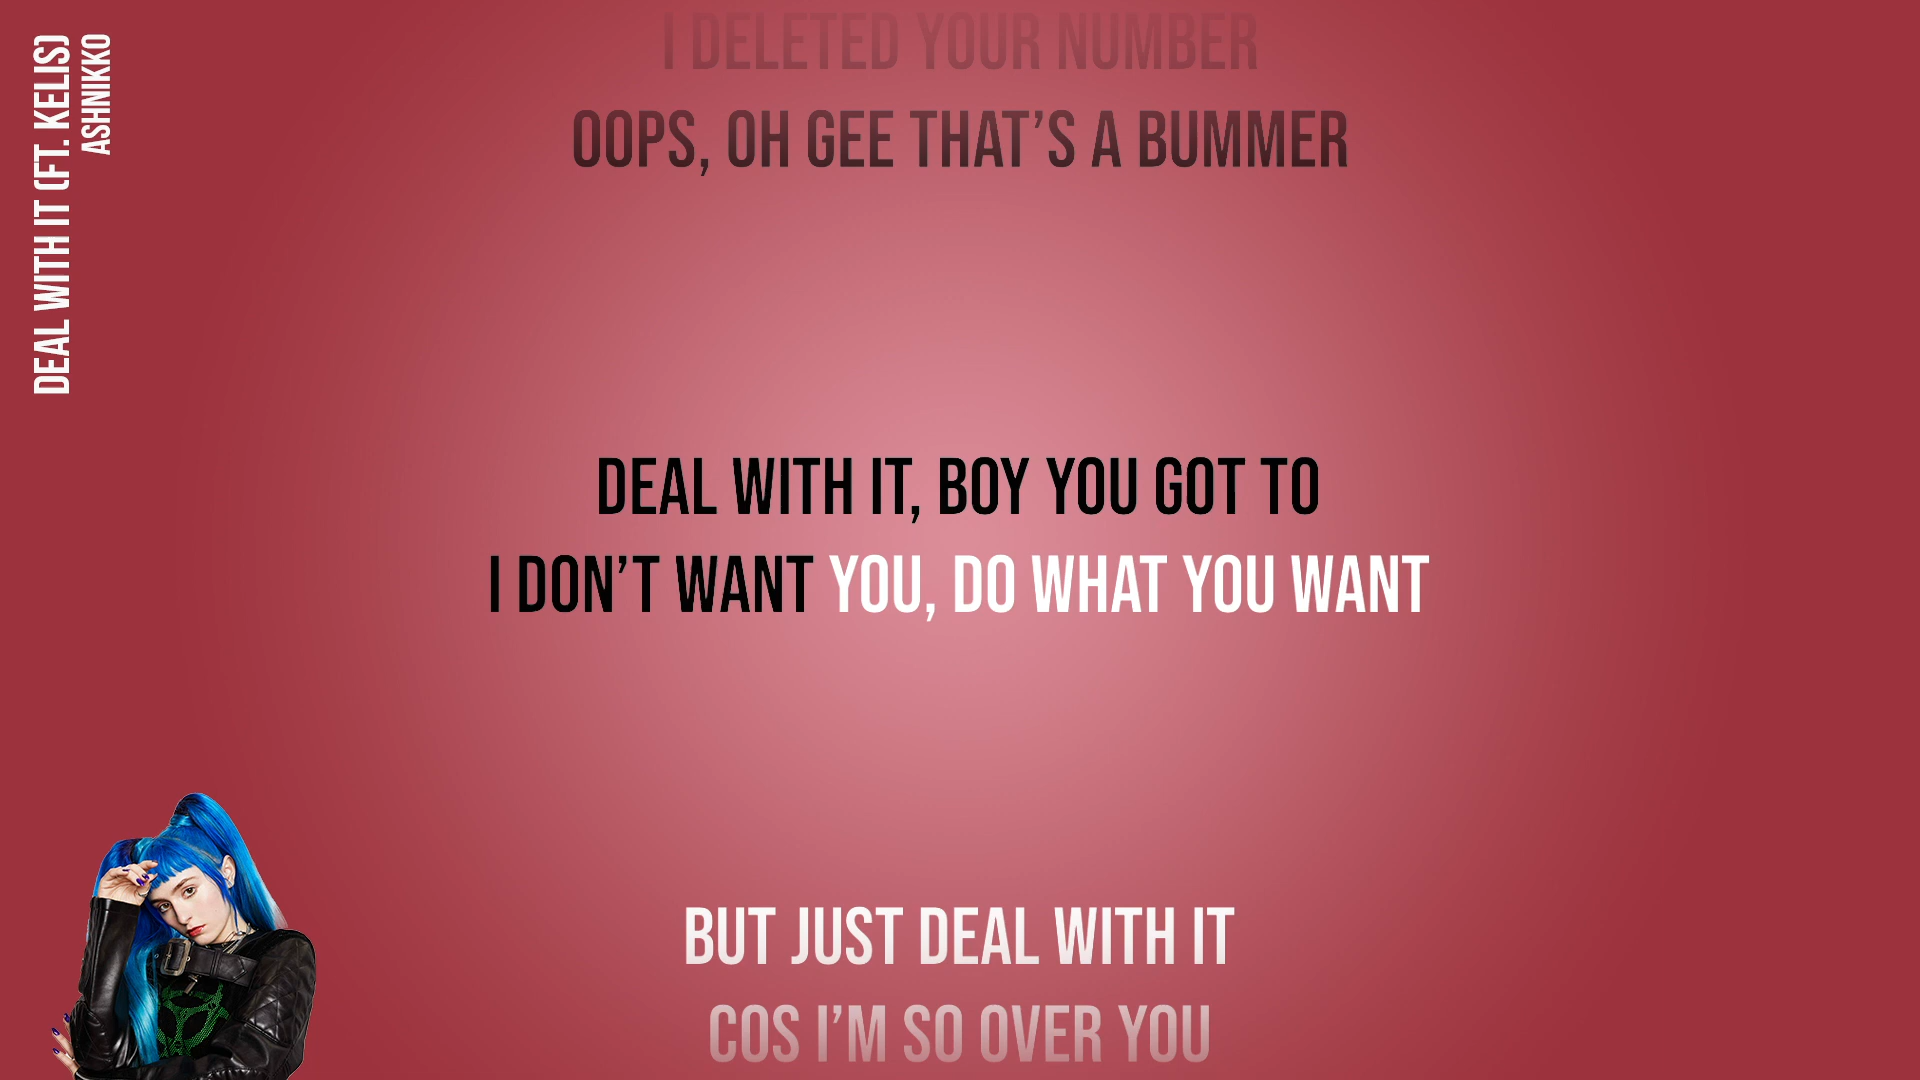 DEAL WITH IT (FT. KELIS)
ASHNIKKO
I DELETED YOUR NUMBER
OOPS, OH GEE THAT’S A BUMMER
DEAL WITH IT, BOY YOU GOT TO
I DON’T WANT YOU, DO WHAT YOU WANT
BUT JUST DEAL WITH IT
COS I’M SO OVER YOU